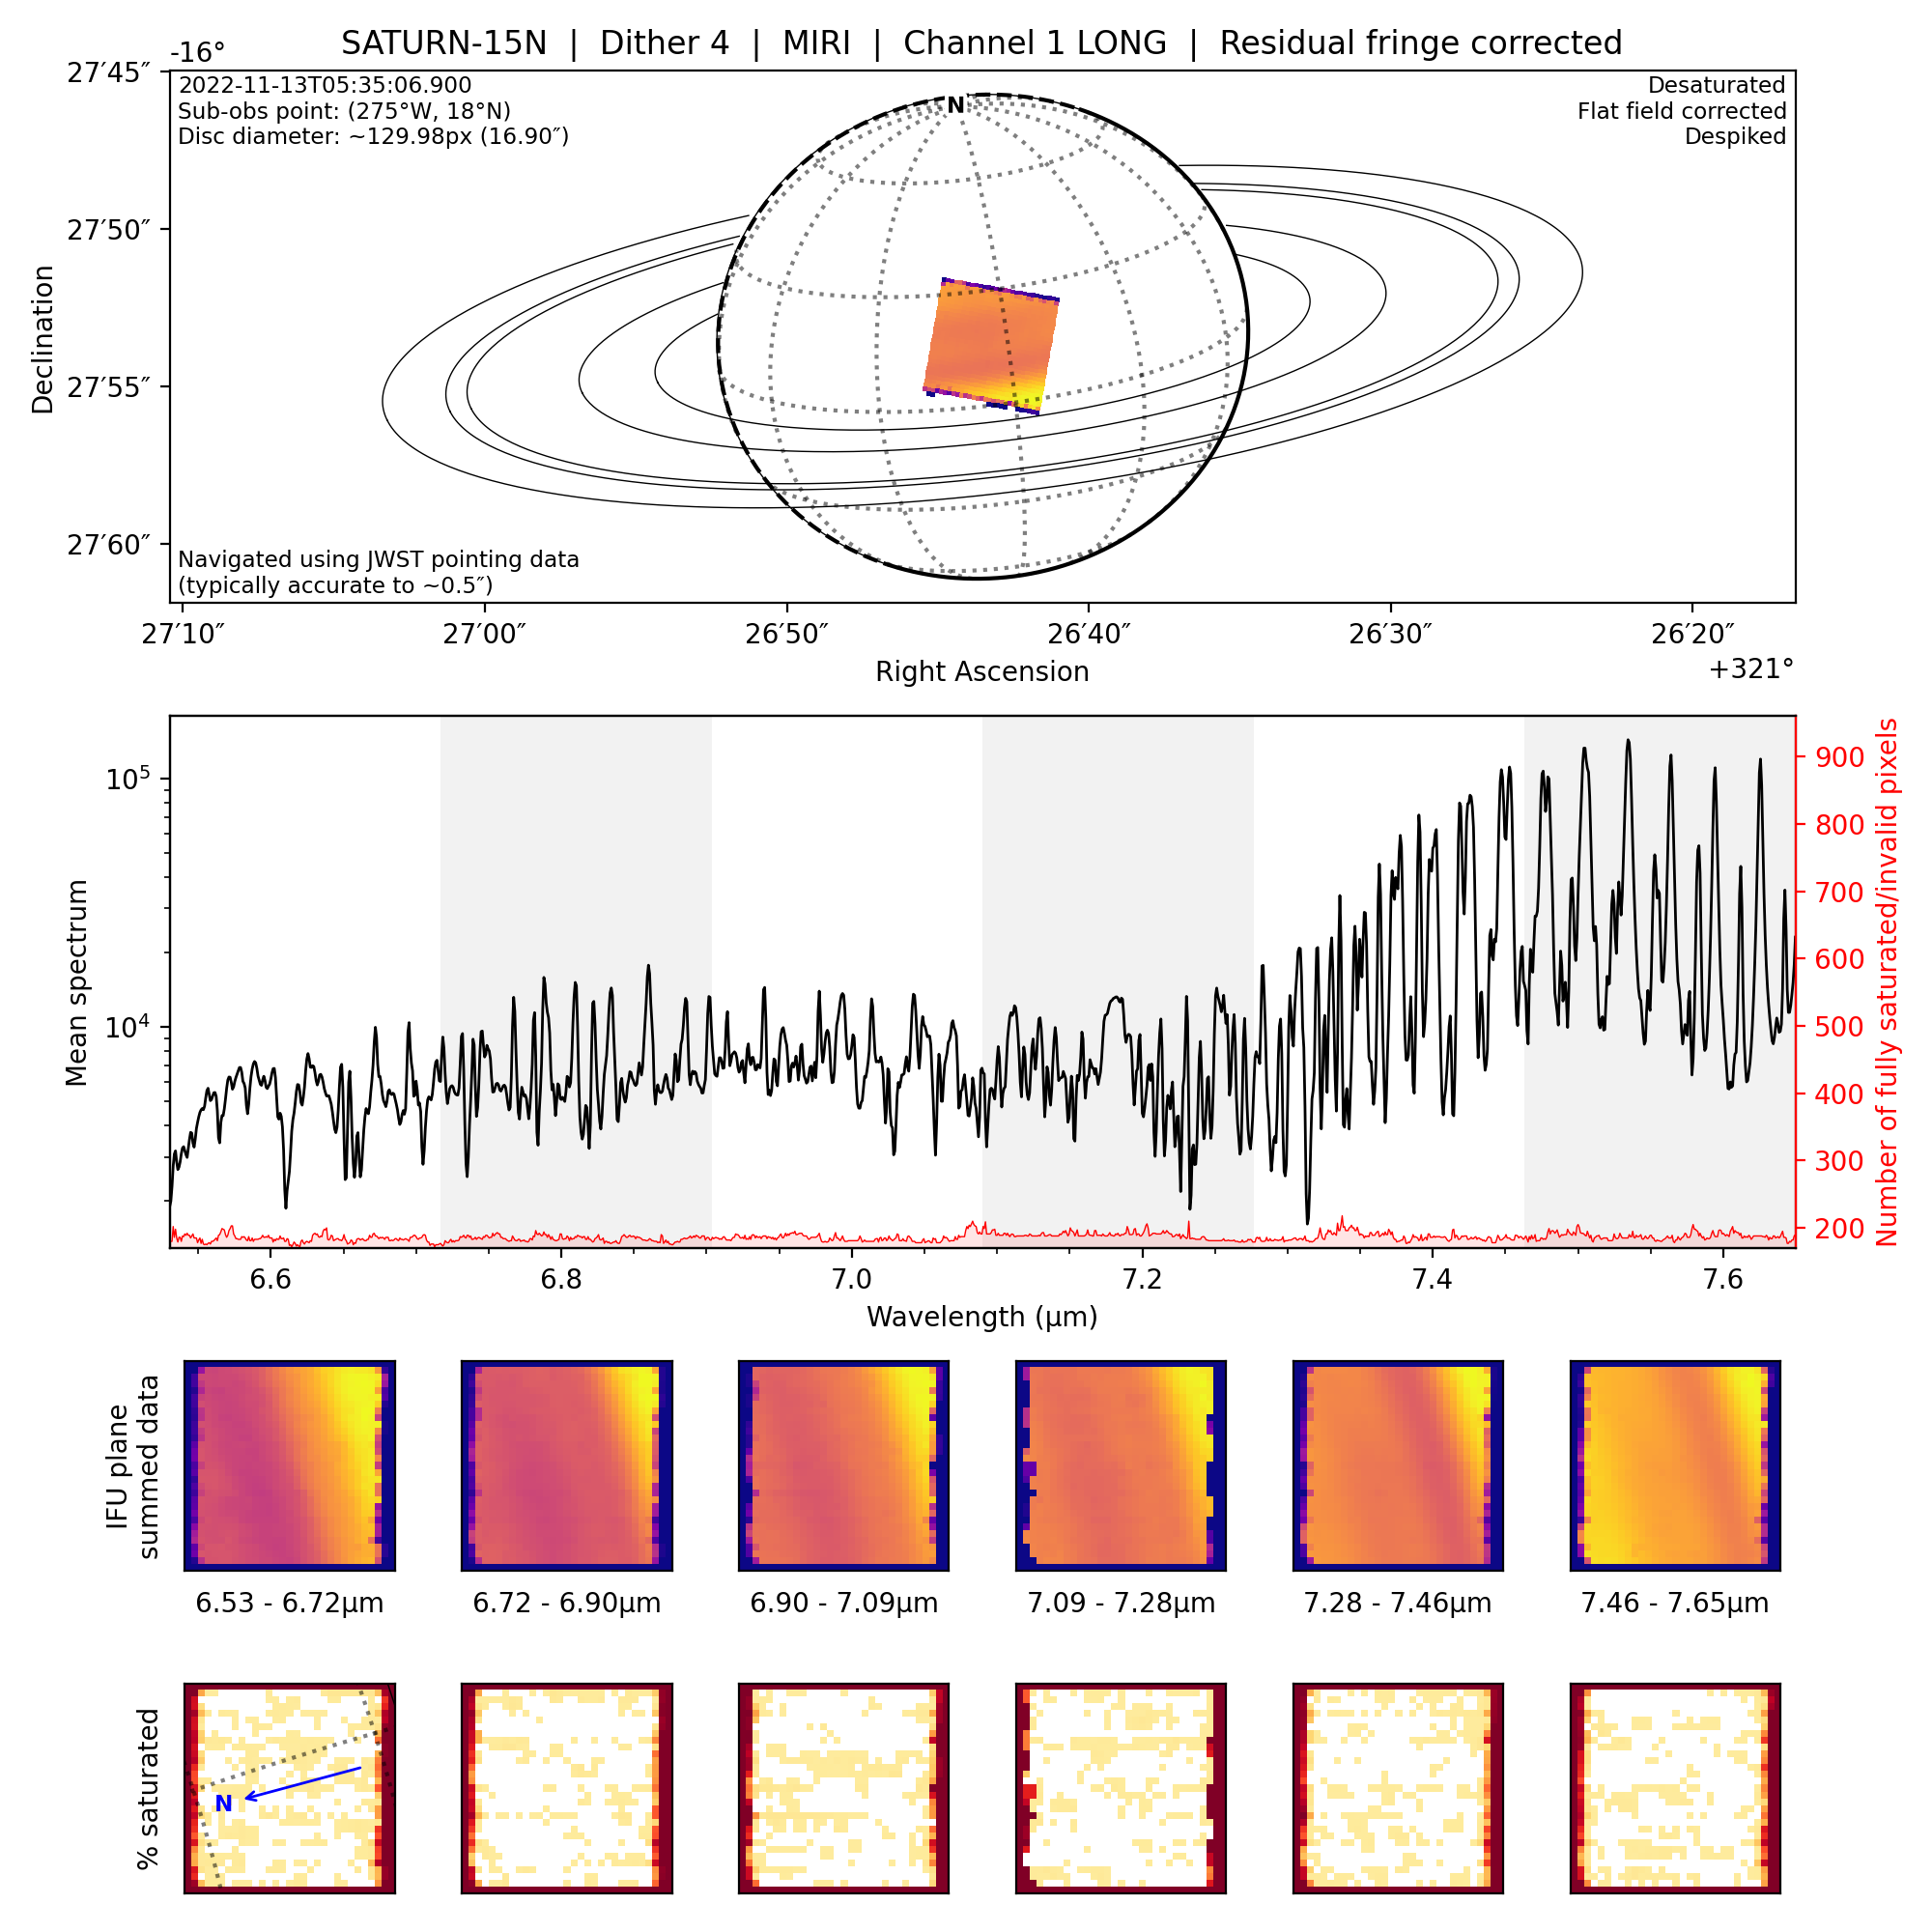 SATURN-15N | Dither 4 | MIRI | Channel 1 LONG | Residual fringe corrected
-16°
27′45″
27′50″
27′55″
27′60″
Declination
2022-11-13T05:35:06.900
Sub-obs point: (275°W, 18°N)
Disc diameter: ~129.98px (16.90″)
Desaturated
Flat field corrected
Despiked
N
Navigated using JWST pointing data
(typically accurate to ~0.5″)
27′10″ 27′00″ 26′50″ 26′40″ 26′30″ 26′20″
Right Ascension
+321°
Mean spectrum
10⁵
10⁴
900
800
700
600
500
400
300
200
Number of fully saturated/invalid pixels
6.6 6.8 7.0 7.2 7.4 7.6
Wavelength (µm)
IFU plane
summed data
6.53 - 6.72µm 6.72 - 6.90µm 6.90 - 7.09µm 7.09 - 7.28µm 7.28 - 7.46µm 7.46 - 7.65µm
% saturated
N